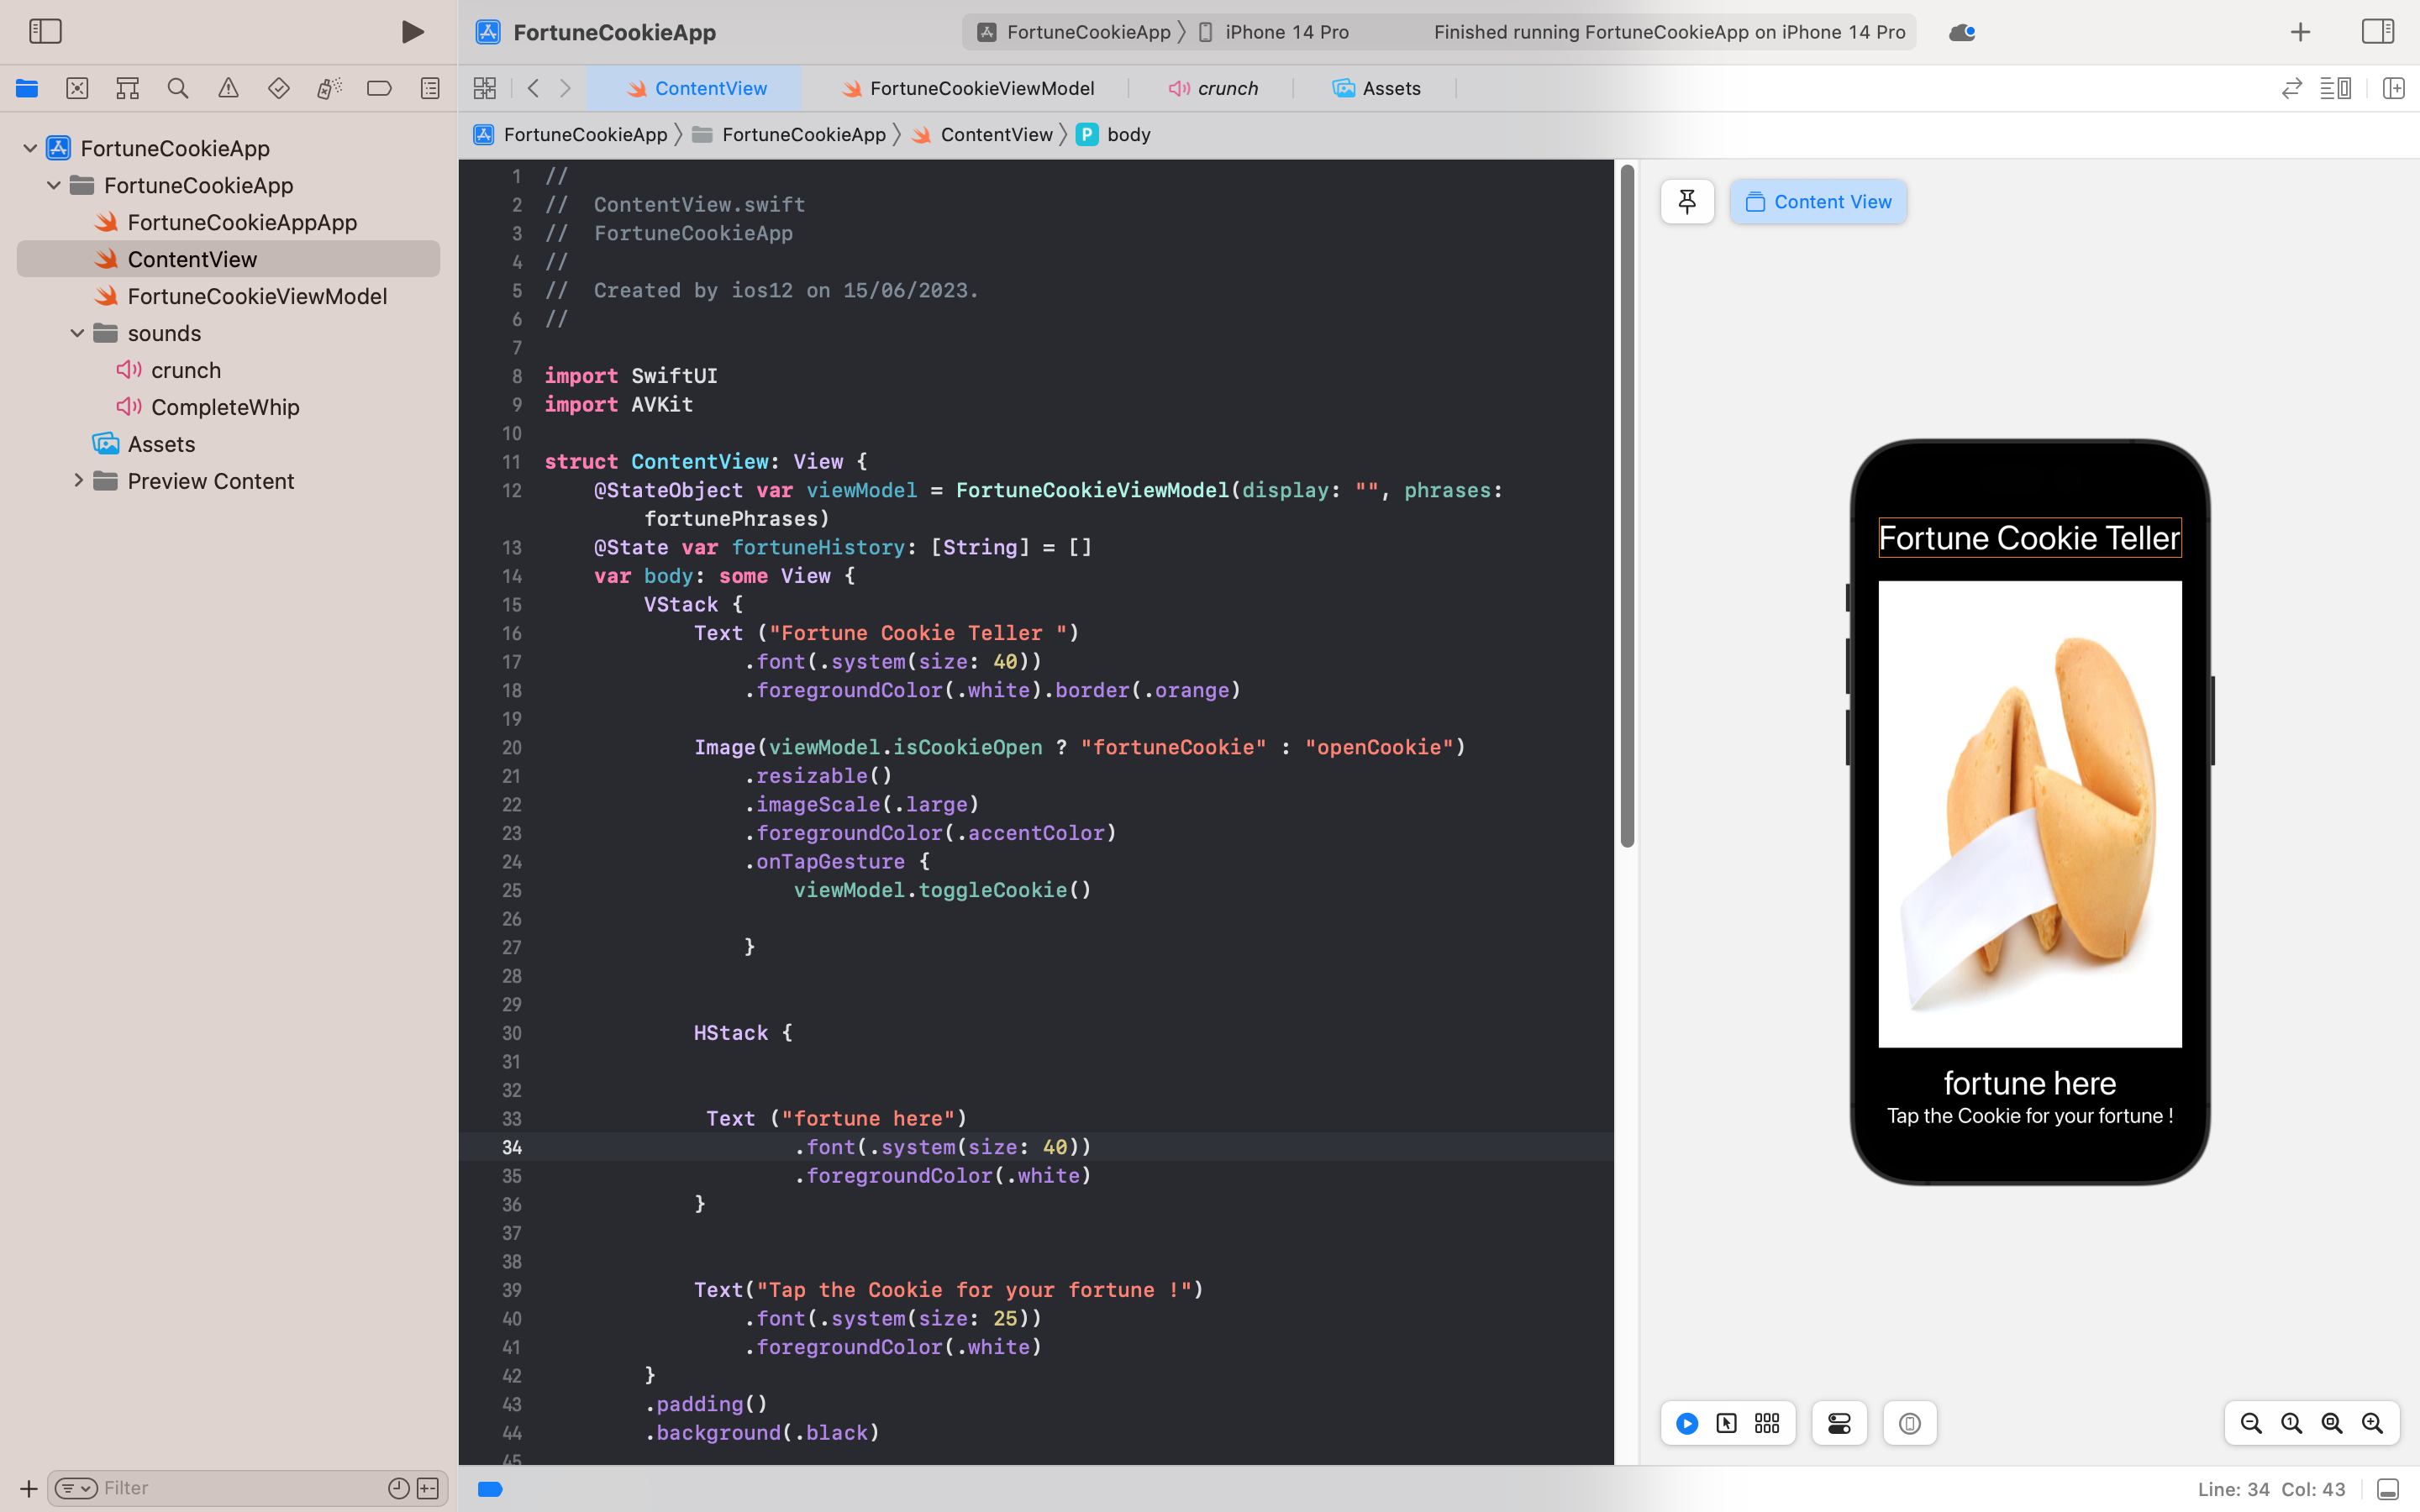 FortuneCookieApp
FortuneCookieApp
iPhone 14 Pro
Finished running FortuneCookieApp on iPhone 14 Pro
ContentView
FortuneCookieViewModel
crunch
Assets
FortuneCookieApp
FortuneCookieApp
ContentView
P body
FortuneCookieApp
FortuneCookieApp
FortuneCookieAppApp
ContentView
FortuneCookieViewModel
sounds
crunch
CompleteWhip
Assets
Preview Content
Filter
1 //
2 //  ContentView.swift
3 //  FortuneCookieApp
4 //
5 //  Created by ios12 on 15/06/2023.
6 //
7
8 import SwiftUI
9 import AVKit
10
11 struct ContentView: View {
12     @StateObject var viewModel = FortuneCookieViewModel(display: "", phrases:
        fortunePhrases)
13     @State var fortuneHistory: [String] = []
14     var body: some View {
15         VStack {
16             Text ("Fortune Cookie Teller ")
17                 .font(.system(size: 40))
18                 .foregroundColor(.white).border(.orange)
19
20             Image(viewModel.isCookieOpen ? "fortuneCookie" : "openCookie")
21                 .resizable()
22                 .imageScale(.large)
23                 .foregroundColor(.accentColor)
24                 .onTapGesture {
25                     viewModel.toggleCookie()
26
27                 }
28
29
30             HStack {
31
32
33              Text ("fortune here")
34                     .font(.system(size: 40))
35                     .foregroundColor(.white)
36             }
37
38
39             Text("Tap the Cookie for your fortune !")
40                 .font(.system(size: 25))
41                 .foregroundColor(.white)
42         }
43         .padding()
44         .background(.black)
45
Content View
Fortune Cookie Teller
fortune here
Tap the Cookie for your fortune !
Line: 34 Col: 43